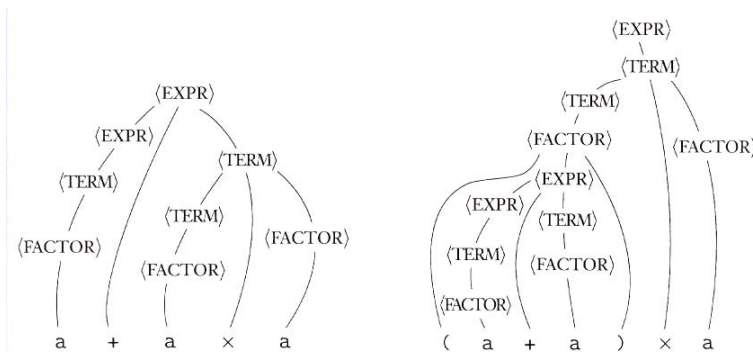 ⟨EXPR⟩
⟨EXPR⟩
⟨TERM⟩
⟨TERM⟩
⟨TERM⟩
⟨FACTOR⟩
⟨FACTOR⟩
⟨FACTOR⟩
a + a × a
⟨EXPR⟩
⟨TERM⟩
⟨TERM⟩
⟨FACTOR⟩
⟨FACTOR⟩
⟨EXPR⟩
⟨EXPR⟩
⟨TERM⟩
⟨TERM⟩
⟨FACTOR⟩
⟨FACTOR⟩
( a + a ) × a